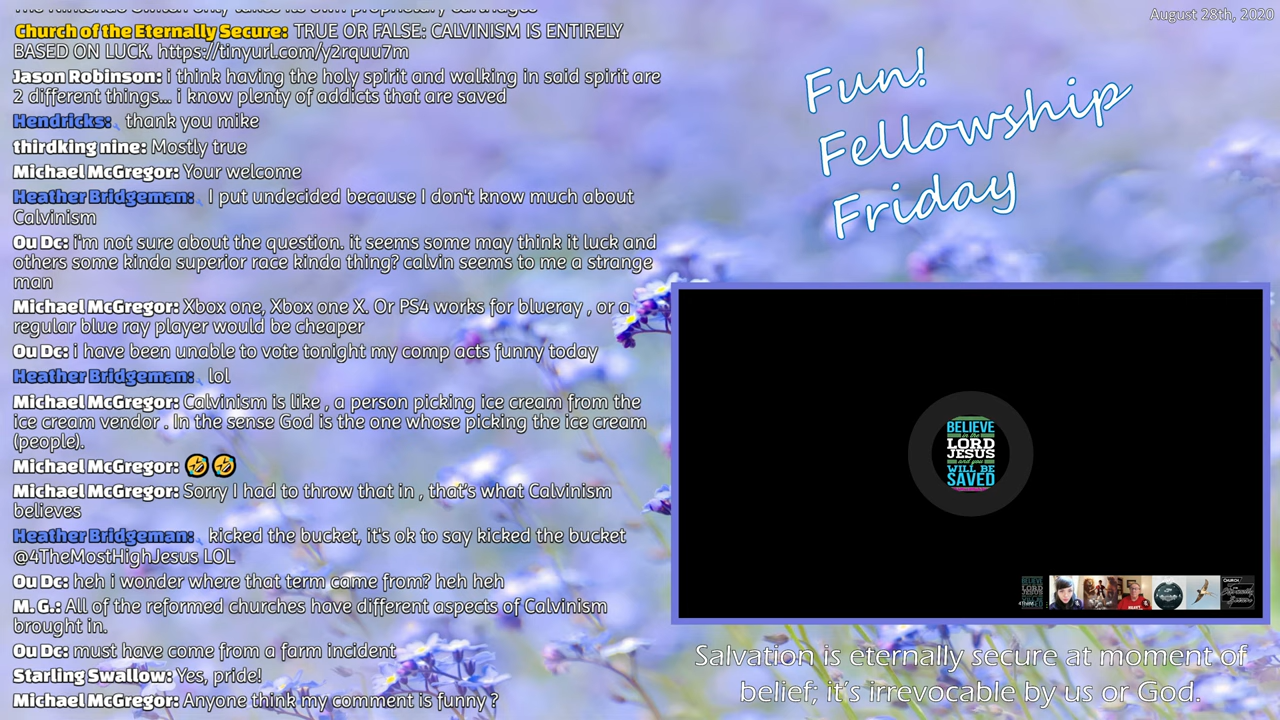 The Nintendo Switch only takes its own proprietary cartridges
August 28th, 2020
Church of the Eternally Secure: TRUE OR FALSE: CALVINISM IS ENTIRELY
BASED ON LUCK. https://tinyurl.com/y2rquu7m
Jason Robinson: i think having the holy spirit and walking in said spirit are
2 different things... i know plenty of addicts that are saved
Hendricks: thank you mike
thirdking nine: Mostly true
Michael McGregor: Your welcome
Heather Bridgeman: I put undecided because I don't know much about
Calvinism
Ou Dc: i'm not sure about the question. it seems some may think it luck and
others some kinda superior race kinda thing? calvin seems to me a strange
man
Michael McGregor: Xbox one, Xbox one X. Or PS4 works for blueray , or a
regular blue ray player would be cheaper
Ou Dc: i have been unable to vote tonight my comp acts funny today
Heather Bridgeman: lol
Michael McGregor: Calvinism is like , a person picking ice cream from the
ice cream vendor . In the sense God is the one whose picking the ice cream
(people).
Michael McGregor: 🤣🤣
Michael McGregor: Sorry I had to throw that in , that's what Calvinism
believes
Heather Bridgeman: kicked the bucket, it's ok to say kicked the bucket
@4TheMostHighJesus LOL
Ou Dc: heh i wonder where that term came from? heh heh
M. G.: All of the reformed churches have different aspects of Calvinism
brought in.
Ou Dc: must have come from a farm incident
Starling Swallow: Yes, pride!
Michael McGregor: Anyone think my comment is funny ?
Fun!
Fellowship
Friday
BELIEVE
in the
LORD
JESUS
and you
WILL BE
SAVED
Salvation is eternally secure at moment of
belief; it's irrevocable by us or God.